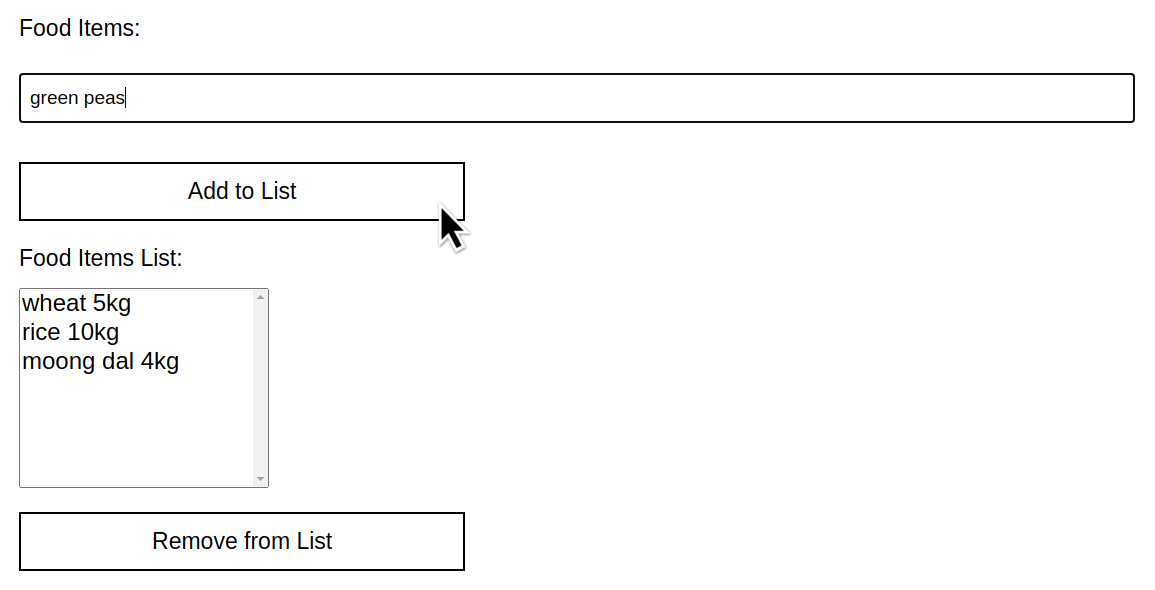 Food Items:
green peas
Add to List
Food Items List:
wheat 5kg
rice 10kg
moong dal 4kg
Remove from List